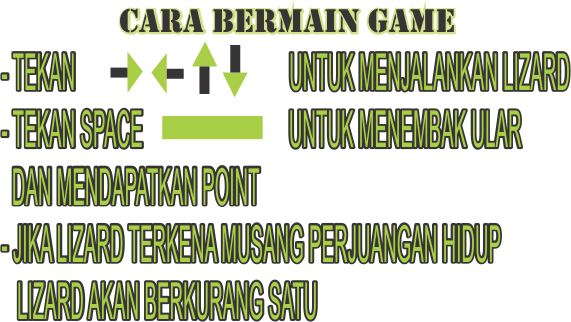 CARA BERMAIN GAME
- TEKAN UNTUK MENJALANKAN LIZARD
- TEKAN SPACE UNTUK MENEMBAK ULAR
DAN MENDAPATKAN POINT
- JIKA LIZARD TERKENA MUSANG PERJUANGAN HIDUP
LIZARD AKAN BERKURANG SATU